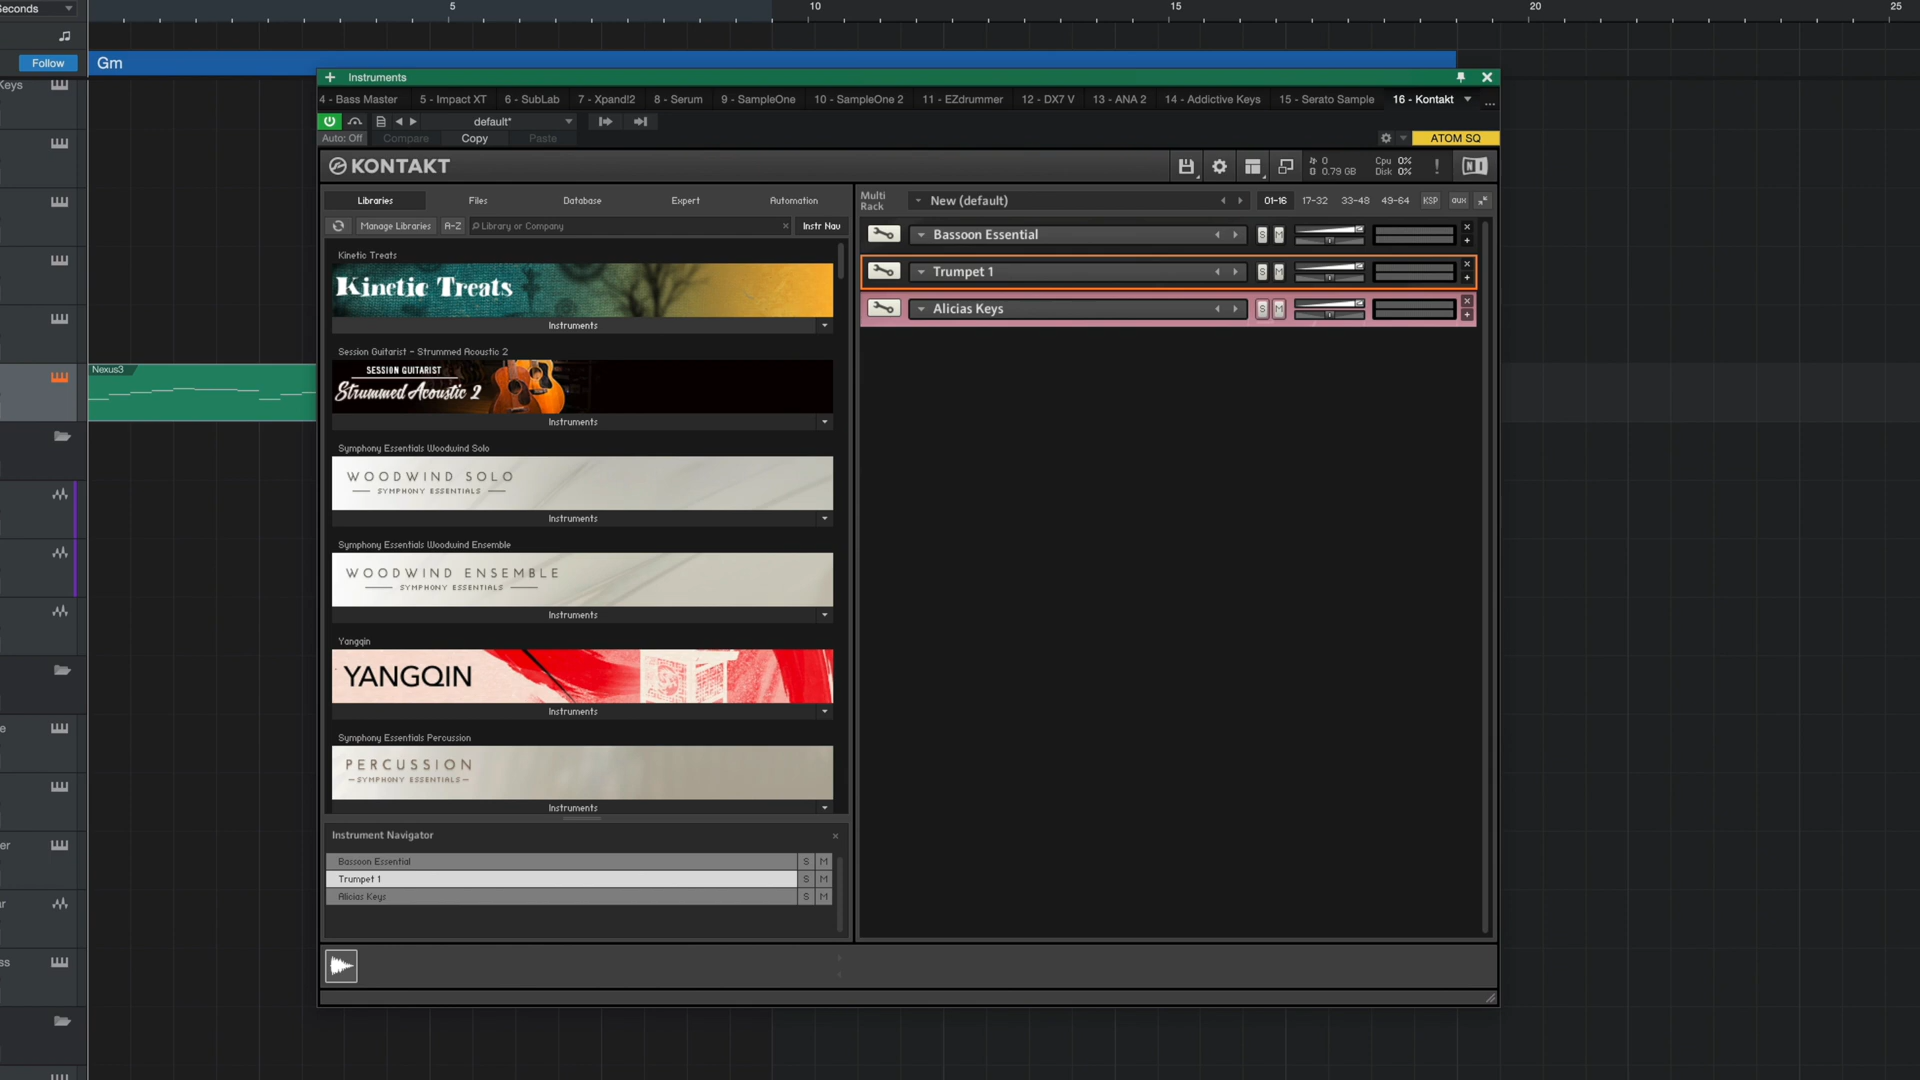 Seconds
5
10
15
20
25
Follow
Gm
Keys
+ Instruments
4 - Bass Master 5 - Impact XT 6 - SubLab 7 - Xpand!2 8 - Serum 9 - SampleOne 10 - SampleOne 2 11 - EZdrummer 12 - DX7 V 13 - ANA 2 14 - Addictive Keys 15 - Serato Sample 16 - Kontakt ...
default*
Auto: Off Compare Copy Paste ATOM SQ
KONTAKT
0
0.79 GB
Cpu 0%
Disk 0%
!
Libraries Files Database Expert Automation
Manage Libraries A-Z Library or Company × Instr Nav
Multi
Rack
New (default) 01-16 17-32 33-48 49-64 KSP aux
Bassoon Essential S M × +
Trumpet 1 S M × +
Alicias Keys S M × +
Kinetic Treats
Kinetic Treats
Instruments
Session Guitarist - Strummed Acoustic 2
SESSION GUITARIST
Strummed Acoustic 2
Instruments
Symphony Essentials Woodwind Solo
WOODWIND SOLO
SYMPHONY ESSENTIALS
Instruments
Symphony Essentials Woodwind Ensemble
WOODWIND ENSEMBLE
SYMPHONY ESSENTIALS
Instruments
Yangqin
YANGQIN
Instruments
Symphony Essentials Percussion
PERCUSSION
SYMPHONY ESSENTIALS
Instruments
Nexus3
Instrument Navigator ×
Bassoon Essential S M
Trumpet 1 S M
Alicias Keys S M
e
er
ar
ss